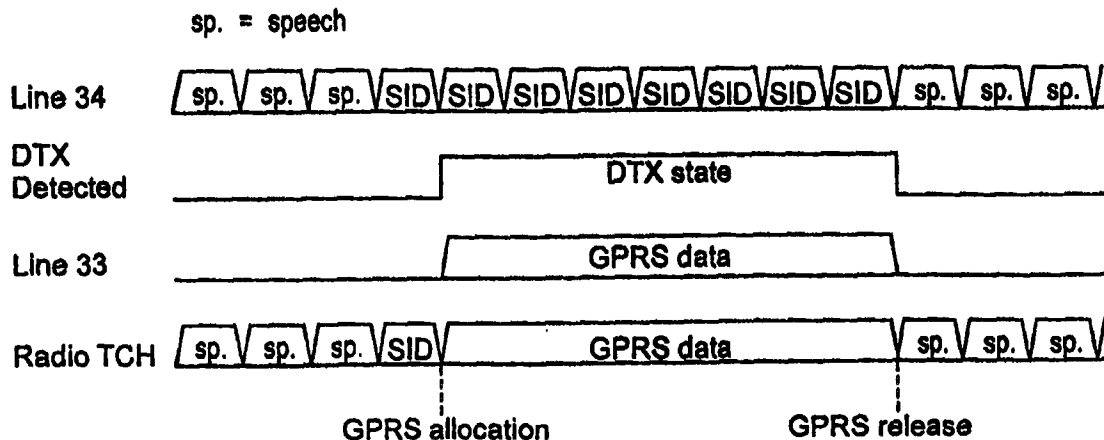 sp. = speech
Line 34 sp. sp. sp. SID SID SID SID SID SID SID SID sp. sp. sp.
DTX
Detected DTX state
Line 33 GPRS data
Radio TCH sp. sp. sp. SID GPRS data sp. sp. sp.
GPRS allocation GPRS release